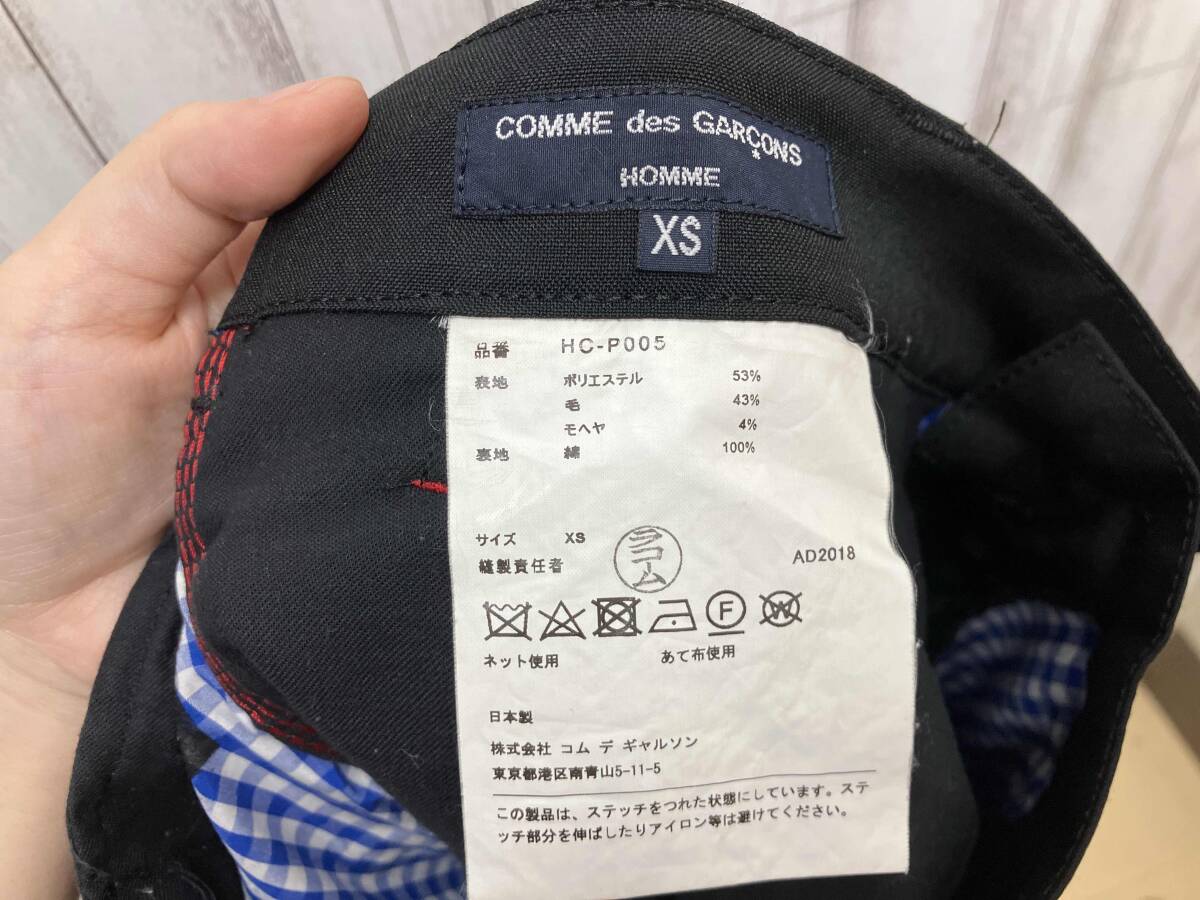 COMME des GARÇONS
HOMME
XS
品番 HC-P005
表地 ポリエステル 53%
毛 43%
モヘヤ 4%
裏地 綿 100%
サイズ XS
縫製責任者 ラコム AD2018
F W
ネット使用 あて布使用
日本製
株式会社 コム デ ギャルソン
東京都港区南青山5-11-5
この製品は、ステッチをつれた状態にしています。ステ
ッチ部分を伸ばしたりアイロン等は避けてください。